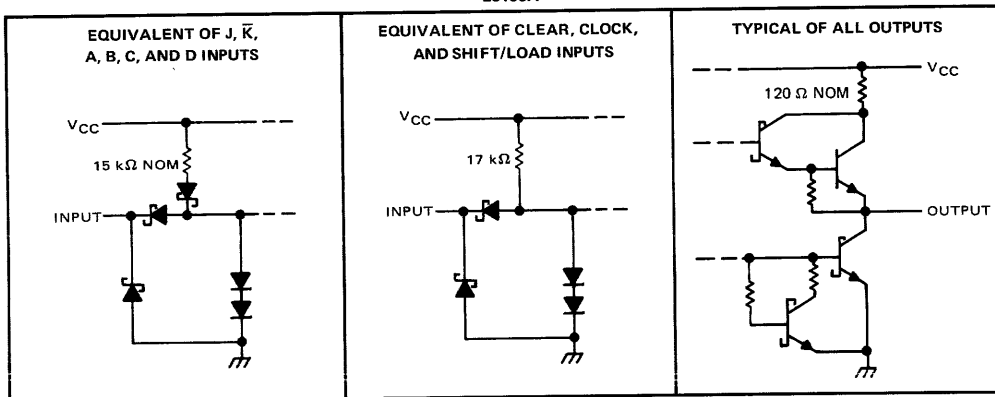 EQUIVALENT OF J, K̅,
A, B, C, AND D INPUTS
VCC
15 kΩ NOM
INPUT
EQUIVALENT OF CLEAR, CLOCK,
AND SHIFT/LOAD INPUTS
VCC
17 kΩ
INPUT
TYPICAL OF ALL OUTPUTS
VCC
120 Ω NOM
OUTPUT